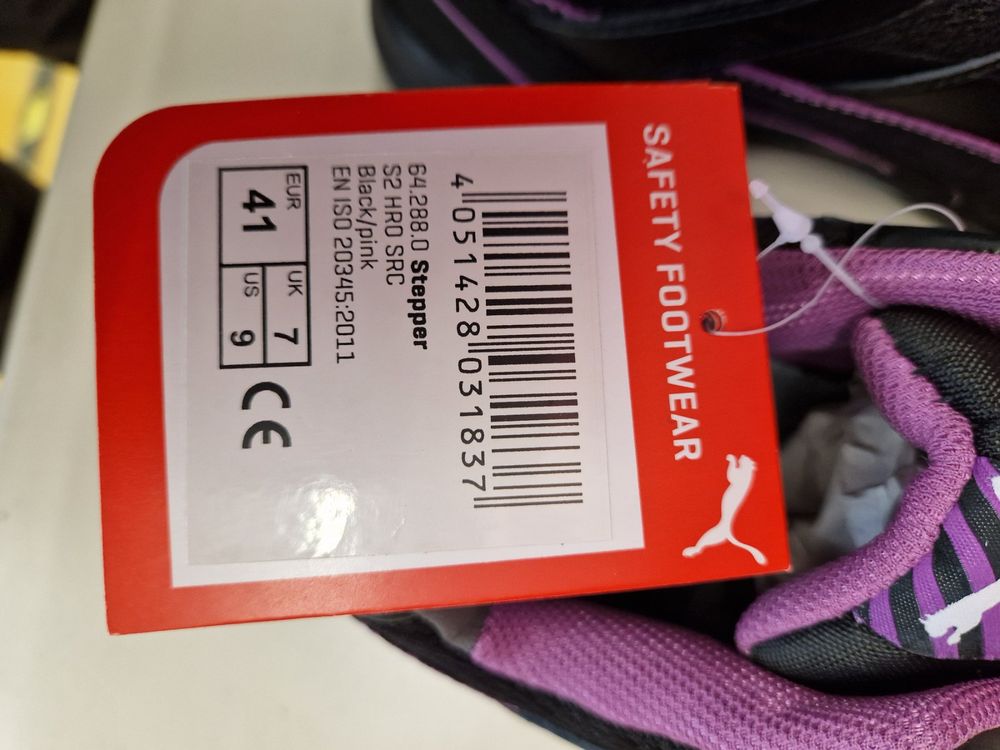 SAFETY FOOTWEAR
4 051428 031837
64.288.0 Stepper
S2 HRO SRC
Black/pink
EN ISO 20345:2011
EUR
41
UK
7
US
9
CE